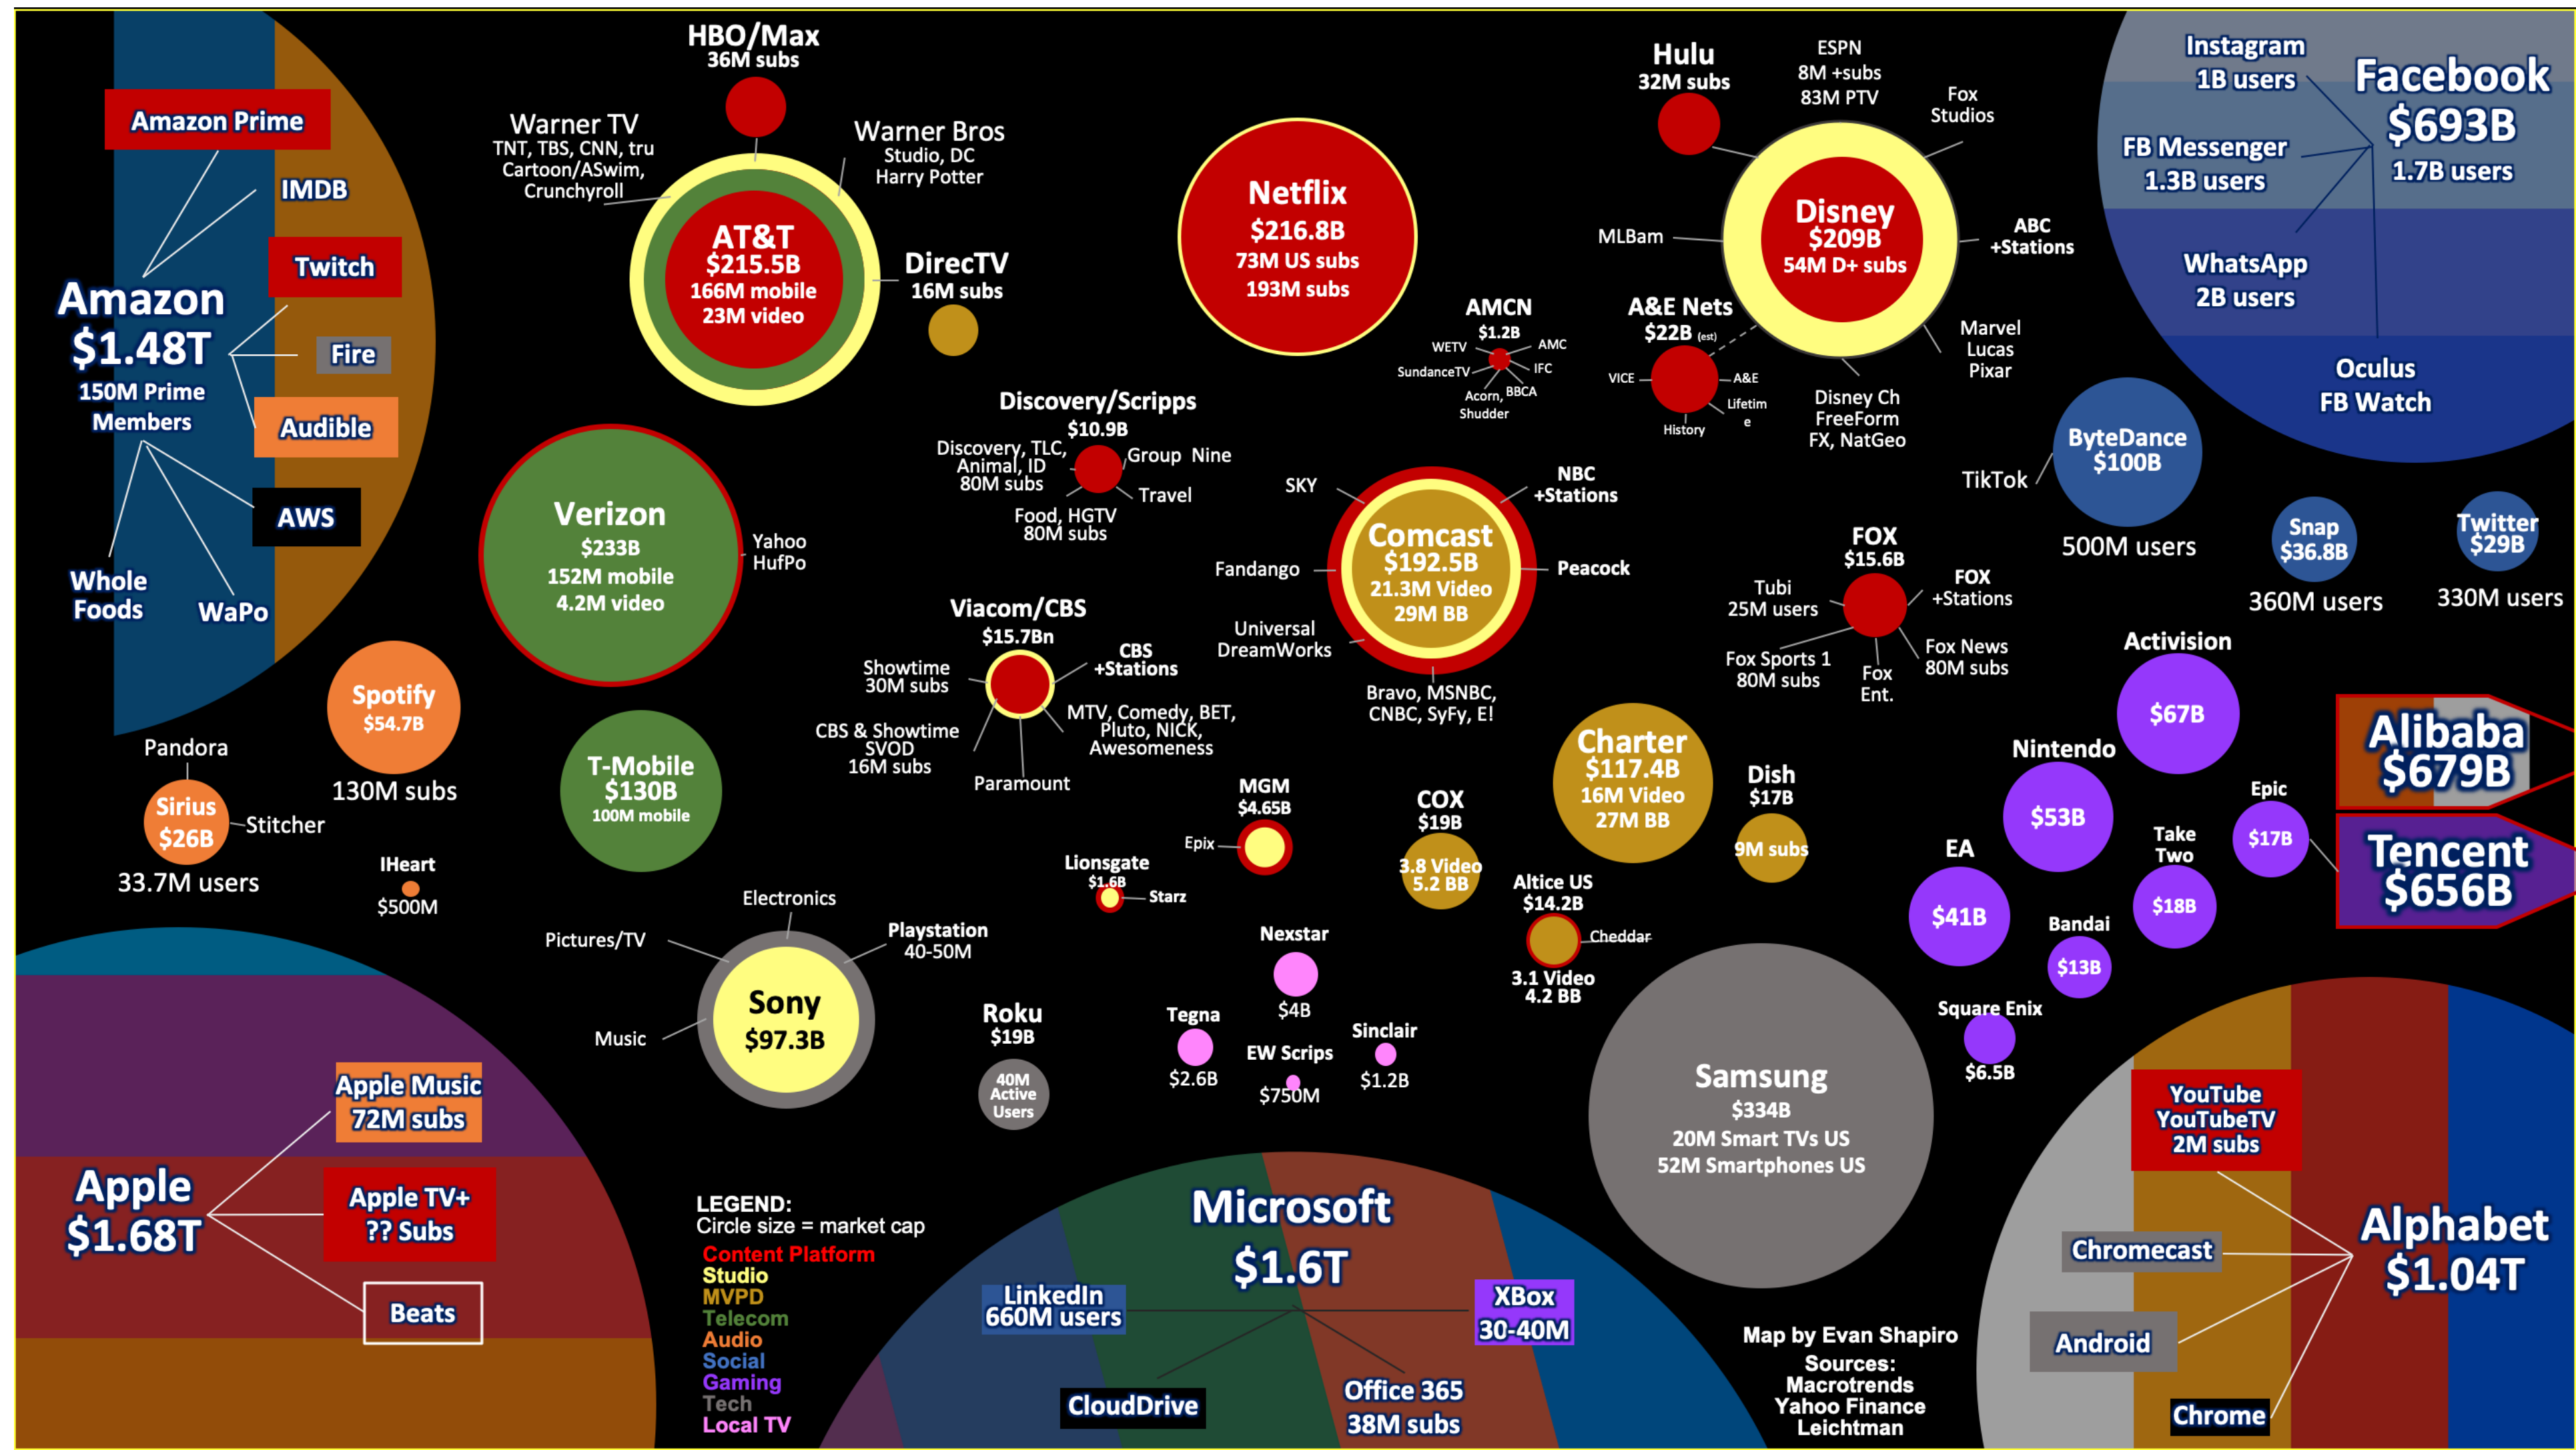 Amazon Prime
IMDB
Twitch
Amazon
$1.48T
150M Prime
Members
Fire
Audible
AWS
Whole
Foods
WaPo
HBO/Max
36M subs
Warner TV
TNT, TBS, CNN, tru
Cartoon/ASwim,
Crunchyroll
Warner Bros
Studio, DC
Harry Potter
AT&T
$215.5B
166M mobile
23M video
DirecTV
16M subs
Netflix
$216.8B
73M US subs
193M subs
Hulu
32M subs
ESPN
8M +subs
83M PTV
Fox
Studios
MLBam
Disney
$209B
54M D+ subs
ABC
+Stations
Marvel
Lucas
Pixar
Disney Ch
FreeForm
FX, NatGeo
A&E Nets
$22B (est)
VICE
A&E
Lifetim
e
History
AMCN
$1.2B
WETV
AMC
SundanceTV
IFC
Acorn,
Shudder
BBCA
Instagram
1B users
Facebook
$693B
1.7B users
FB Messenger
1.3B users
WhatsApp
2B users
Oculus
FB Watch
ByteDance
$100B
TikTok
500M users
Snap
$36.8B
360M users
Twitter
$29B
330M users
Discovery/Scripps
$10.9B
Discovery, TLC,
Animal, ID
80M subs
Group Nine
Travel
Food, HGTV
80M subs
Verizon
$233B
152M mobile
4.2M video
Yahoo
HufPo
SKY
NBC
+Stations
Comcast
$192.5B
21.3M Video
29M BB
Fandango
Peacock
Universal
DreamWorks
Bravo, MSNBC,
CNBC, SyFy, E!
FOX
$15.6B
Tubi
25M users
FOX
+Stations
Fox Sports 1
80M subs
Fox
Ent.
Fox News
80M subs
Viacom/CBS
$15.7Bn
Showtime
30M subs
CBS
+Stations
CBS & Showtime
SVOD
16M subs
MTV, Comedy, BET,
Pluto, NICK,
Awesomeness
Paramount
Spotify
$54.7B
130M subs
Pandora
Sirius
$26B
Stitcher
33.7M users
IHeart
$500M
T-Mobile
$130B
100M mobile
MGM
$4.65B
Epix
Lionsgate
$1.6B
Starz
COX
$19B
3.8 Video
5.2 BB
Charter
$117.4B
16M Video
27M BB
Dish
$17B
9M subs
Altice US
$14.2B
Cheddar
3.1 Video
4.2 BB
Activision
$67B
Nintendo
$53B
Epic
$17B
Take
Two
$18B
EA
$41B
Bandai
$13B
Square Enix
$6.5B
Alibaba
$679B
Tencent
$656B
Electronics
Pictures/TV
Playstation
40-50M
Sony
$97.3B
Music
Roku
$19B
40M
Active
Users
Nexstar
$4B
Tegna
$2.6B
EW Scrips
$750M
Sinclair
$1.2B
Samsung
$334B
20M Smart TVs US
52M Smartphones US
Apple
$1.68T
Apple Music
72M subs
Apple TV+
?? Subs
Beats
LEGEND:
Circle size = market cap
Content Platform
Studio
MVPD
Telecom
Audio
Social
Gaming
Tech
Local TV
Microsoft
$1.6T
LinkedIn
660M users
XBox
30-40M
CloudDrive
Office 365
38M subs
Map by Evan Shapiro
Sources:
Macrotrends
Yahoo Finance
Leichtman
YouTube
YouTubeTV
2M subs
Chromecast
Android
Chrome
Alphabet
$1.04T